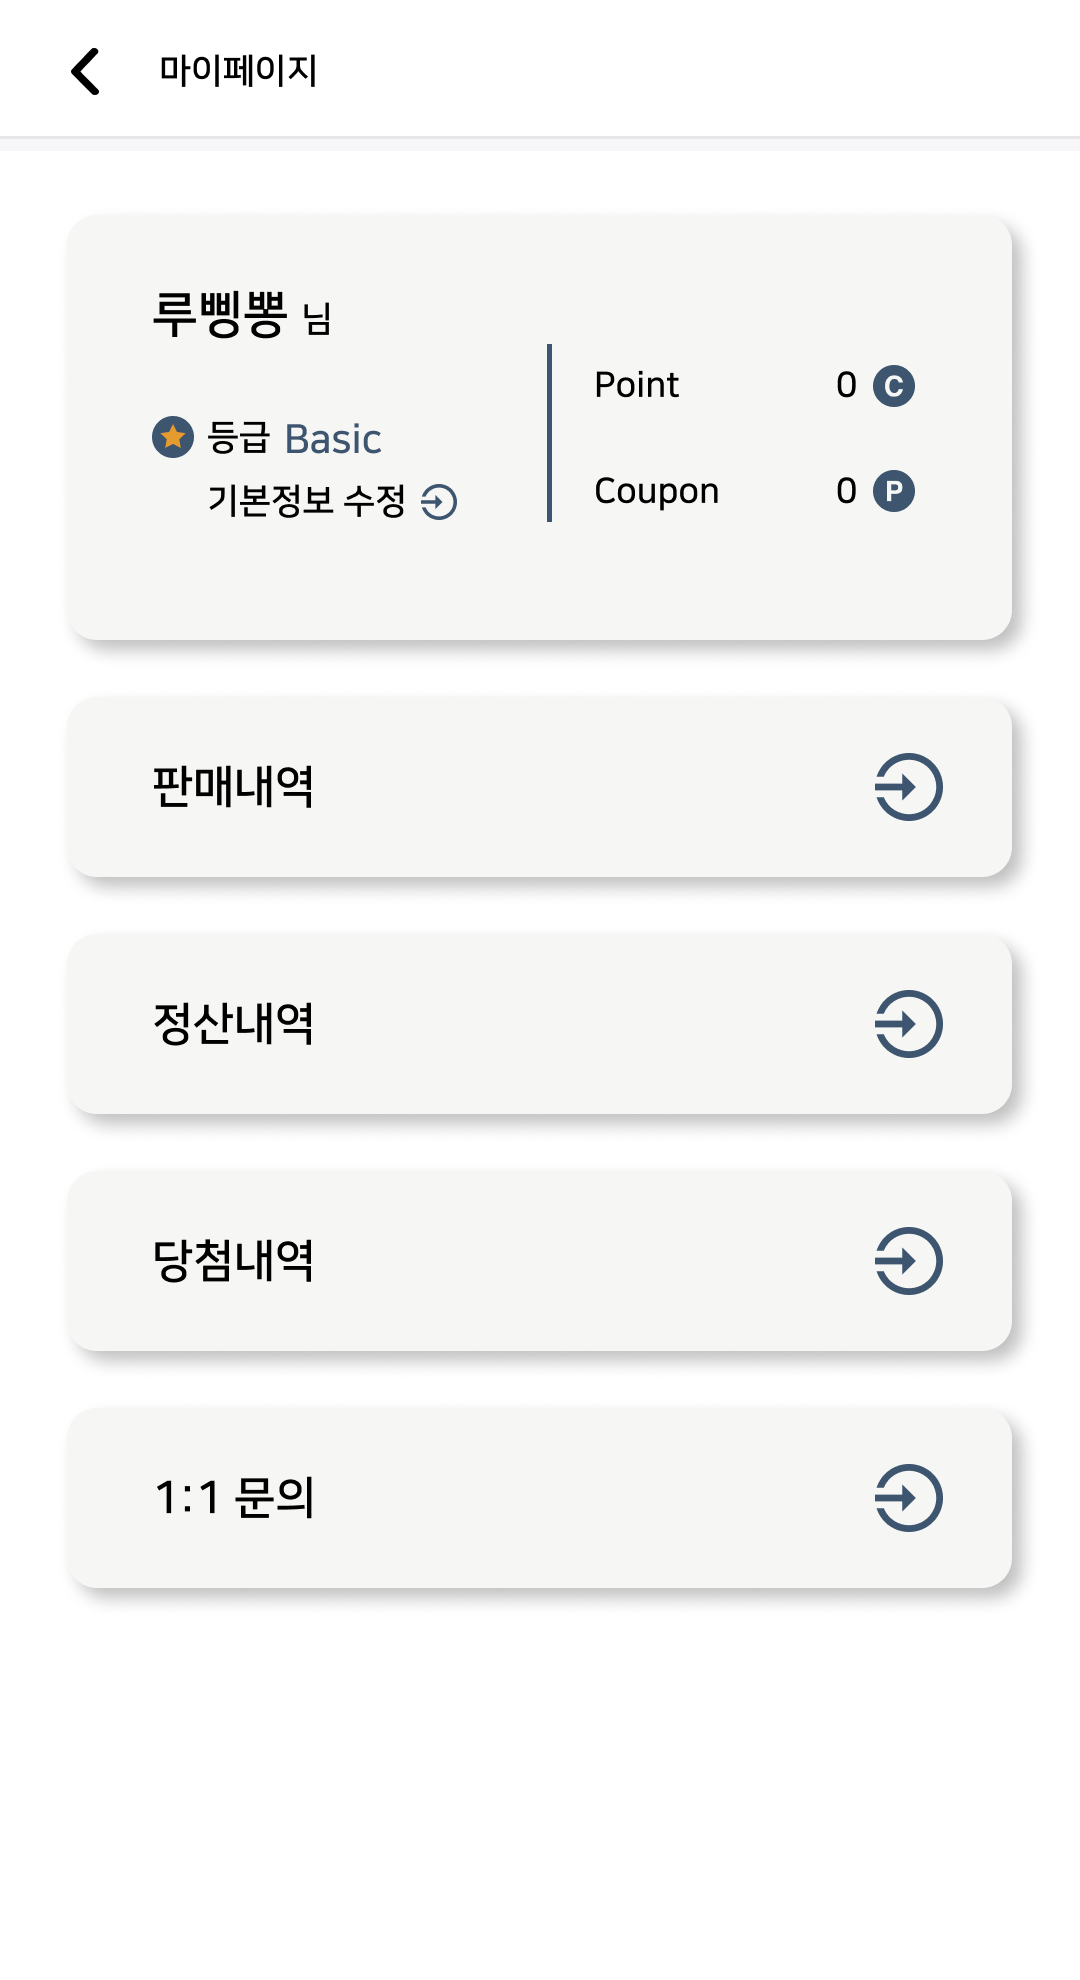 마이페이지
루삥뽕 님
등급 Basic
기본정보 수정
Point 0 C
Coupon 0 P
판매내역
정산내역
당첨내역
1:1 문의